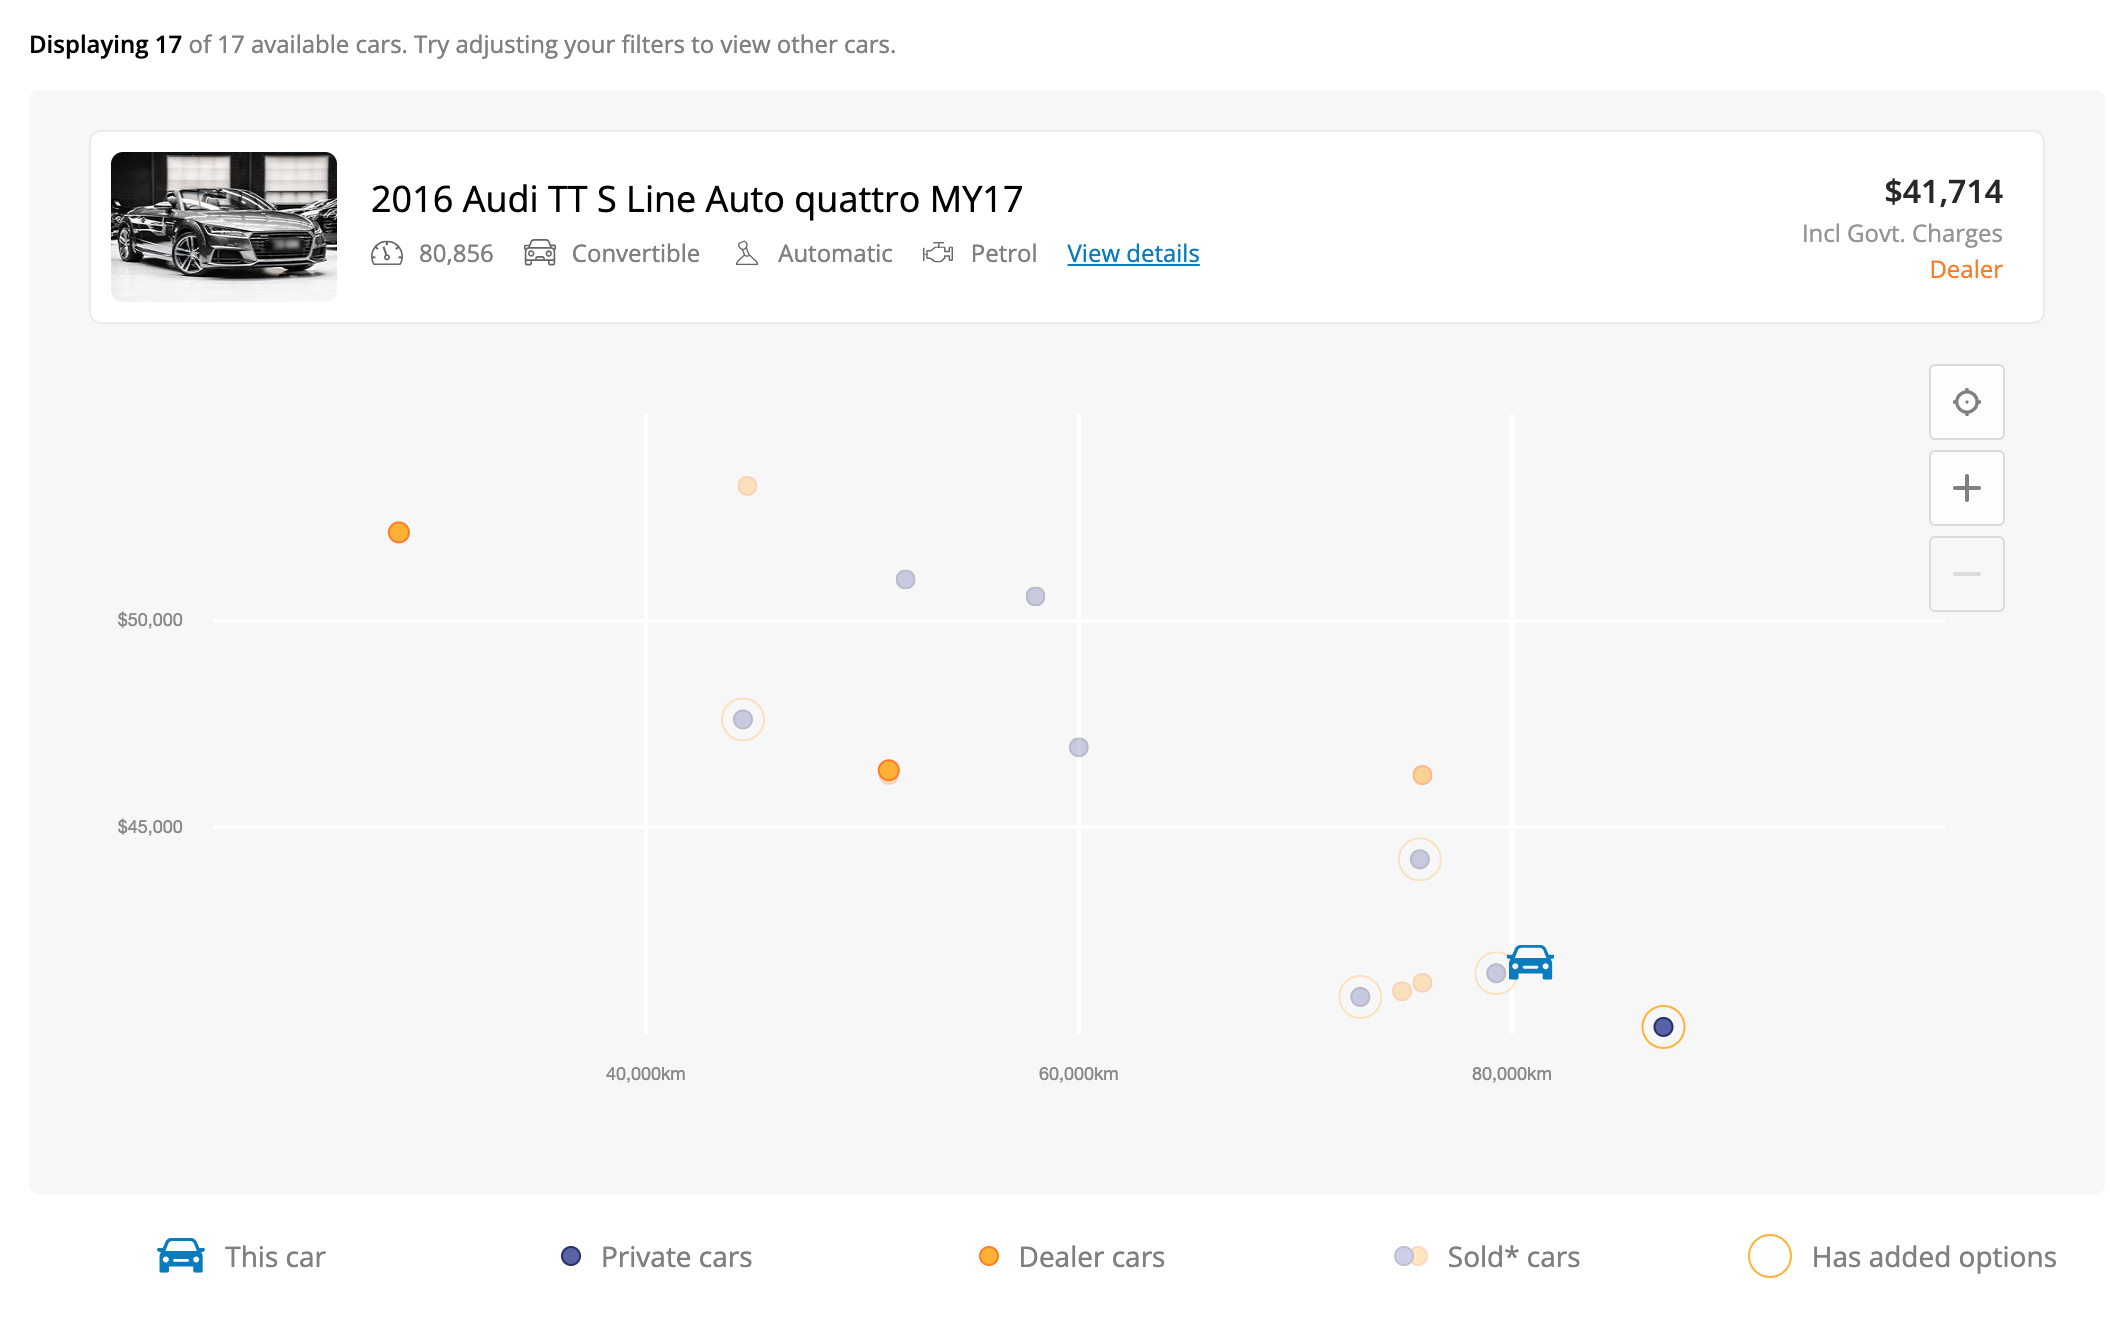 Displaying 17 of 17 available cars. Try adjusting your filters to view other cars.
2016 Audi TT S Line Auto quattro MY17
80,856 Convertible Automatic Petrol View details
$41,714
Incl Govt. Charges
Dealer
$50,000
$45,000
40,000km 60,000km 80,000km
This car Private cars Dealer cars Sold* cars Has added options